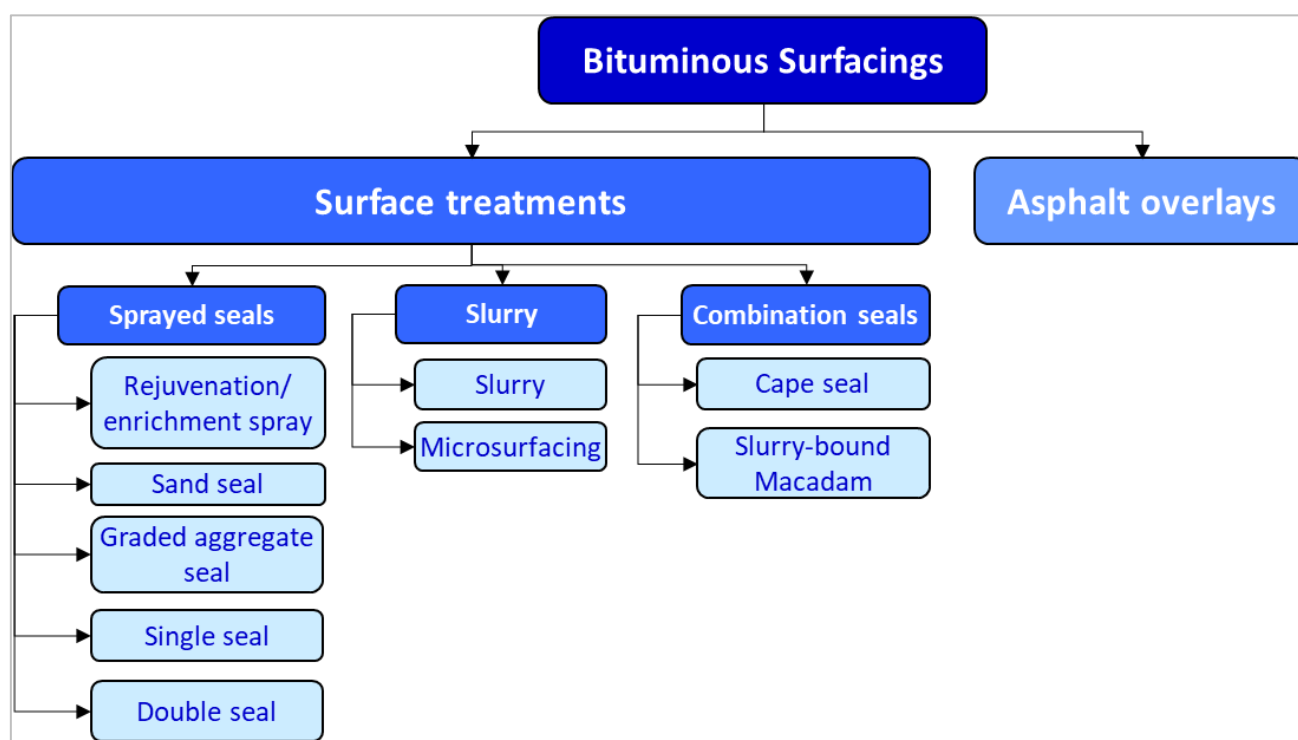 Bituminous Surfacings
Surface treatments
Asphalt overlays
Sprayed seals
Rejuvenation/
enrichment spray
Sand seal
Graded aggregate
seal
Single seal
Double seal
Slurry
Slurry
Microsurfacing
Combination seals
Cape seal
Slurry-bound
Macadam